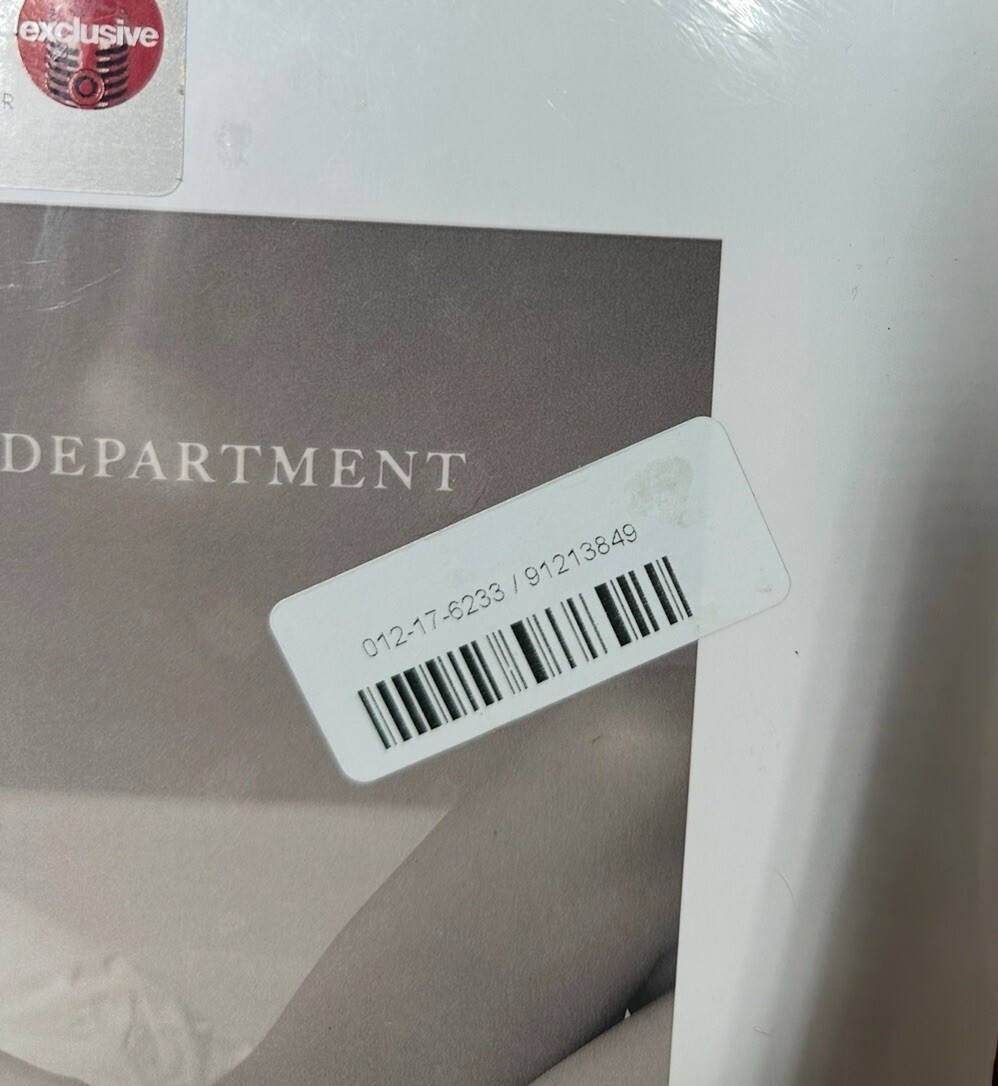 exclusive
R
DEPARTMENT
012-17-6233 / 91213849